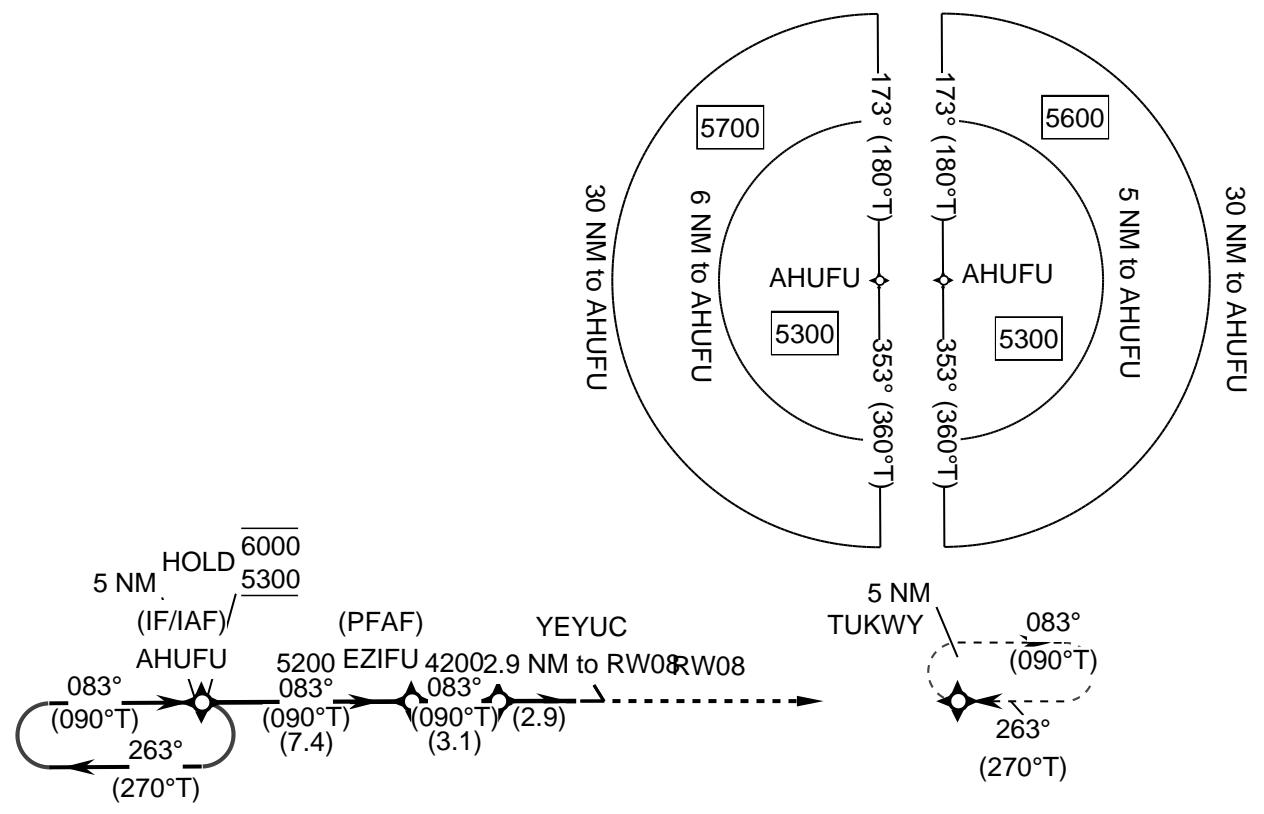 173° (180°T)
173° (180°T)
5700
5600
30 NM to AHUFU
6 NM to AHUFU
5 NM to AHUFU
30 NM to AHUFU
AHUFU
AHUFU
5300
5300
353° (360°T)
353° (360°T)
HOLD
6000
5300
5 NM
(IF/IAF)
AHUFU
083°
(090°T)
263°
(270°T)
5200
083°
(090°T)
(7.4)
(PFAF)
EZIFU
4200
083°
(090°T)
(3.1)
YEYUC
2.9 NM to RW08
(2.9)
RW08
5 NM
TUKWY
083°
(090°T)
263°
(270°T)